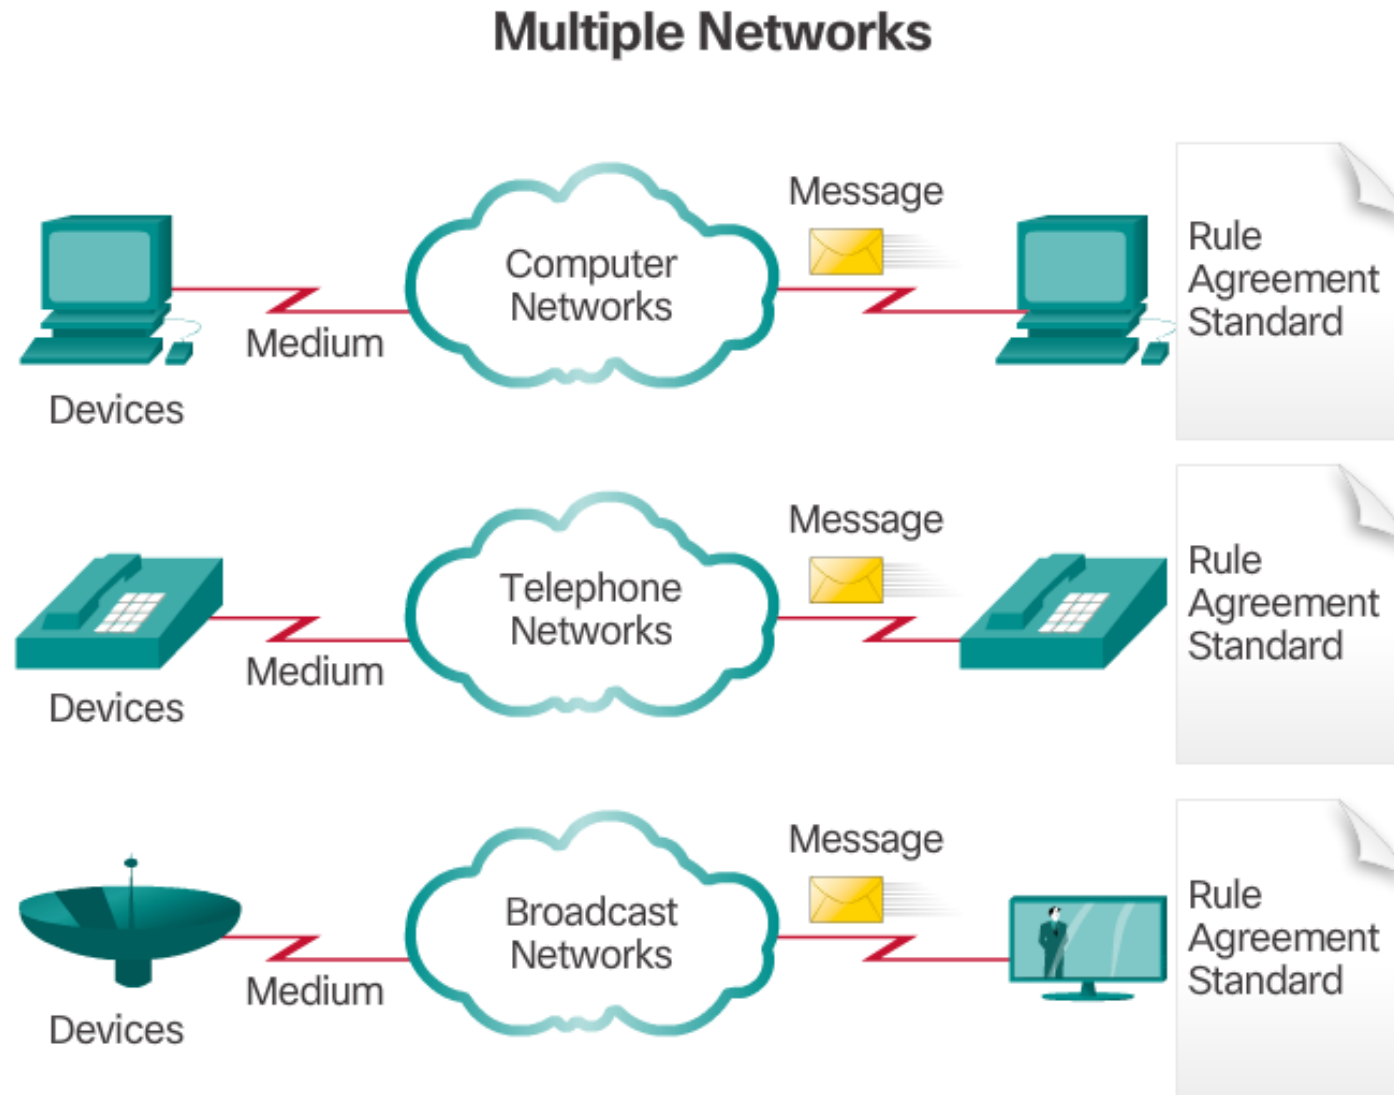 Multiple Networks
Message
Computer
Networks
Rule
Agreement
Standard
Medium
Devices
Message
Telephone
Networks
Rule
Agreement
Standard
Medium
Devices
Message
Broadcast
Networks
Rule
Agreement
Standard
Medium
Devices